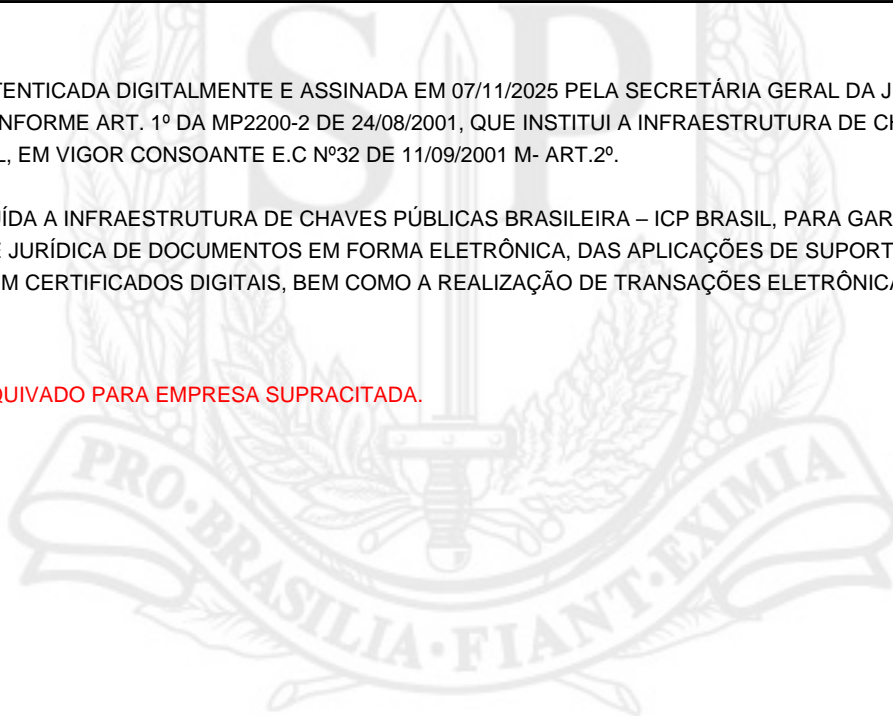 TENTICADA DIGITALMENTE E ASSINADA EM 07/11/2025 PELA SECRETÁRIA GERAL DA J
NFORME ART. 1º DA MP2200-2 DE 24/08/2001, QUE INSTITUI A INFRAESTRUTURA DE CH
L, EM VIGOR CONSOANTE E.C Nº32 DE 11/09/2001 M- ART.2º.
UÍDA A INFRAESTRUTURA DE CHAVES PÚBLICAS BRASILEIRA – ICP BRASIL, PARA GAR
E JURÍDICA DE DOCUMENTOS EM FORMA ELETRÔNICA, DAS APLICAÇÕES DE SUPORT
M CERTIFICADOS DIGITAIS, BEM COMO A REALIZAÇÃO DE TRANSAÇÕES ELETRÔNICA
QUIVADO PARA EMPRESA SUPRACITADA.
SP
PRO·BRASILIA·FIANT·EXIMIA